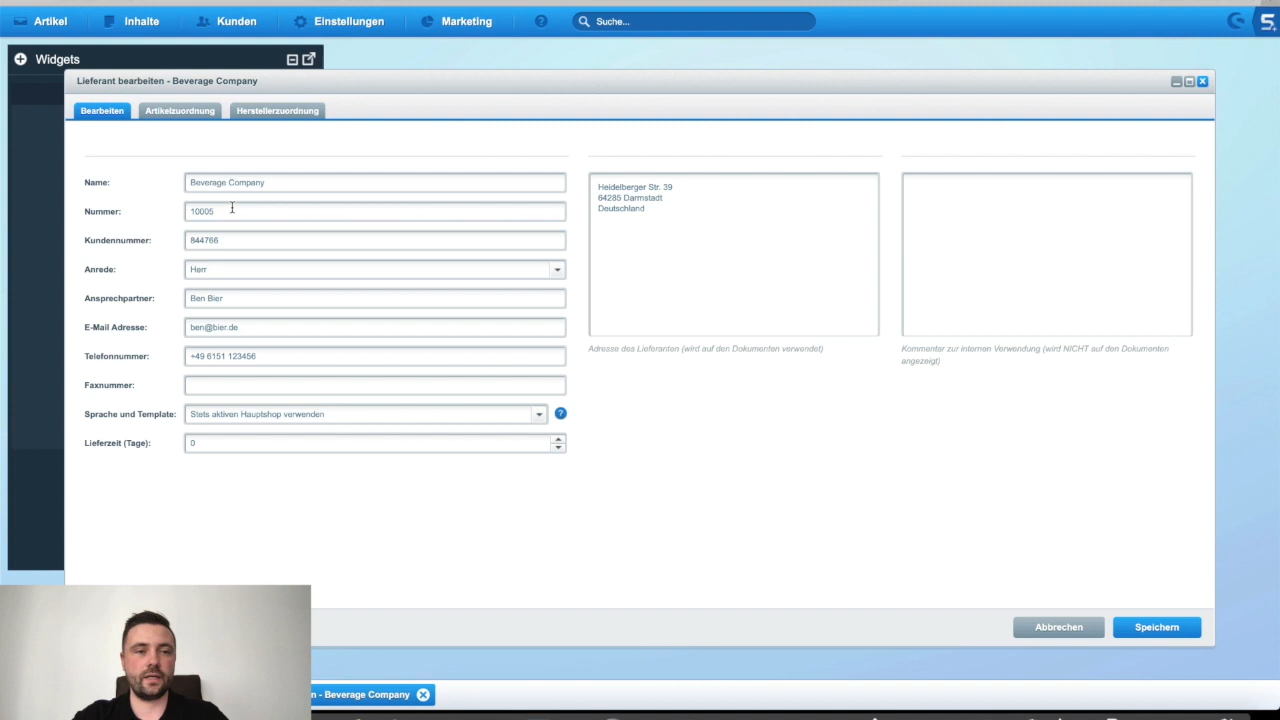 Artikel
Inhalte
Kunden
Einstellungen
Marketing
?
Suche...
Widgets
Lieferant bearbeiten - Beverage Company
Bearbeiten
Artikelzuordnung
Herstellerzuordnung
Name:
Beverage Company
Nummer:
10005
Kundennummer:
844766
Anrede:
Herr
Ansprechpartner:
Ben Bier
E-Mail Adresse:
ben@bier.de
Telefonnummer:
+49 6151 123456
Faxnummer:
Sprache und Template:
Stets aktiven Hauptshop verwenden
?
Lieferzeit (Tage):
0
Heidelberger Str. 39
64285 Darmstadt
Deutschland
Adresse des Lieferanten (wird auf den Dokumenten verwendet)
Kommentar zur internen Verwendung (wird NICHT auf den Dokumenten
angezeigt)
Abbrechen
Speichern
n - Beverage Company